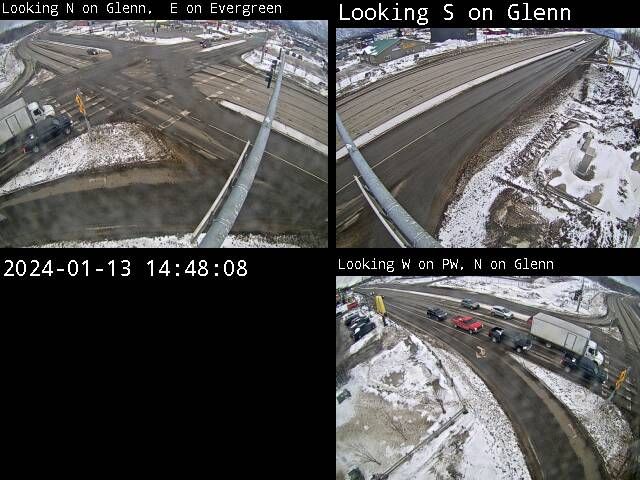 Looking N on Glenn,  E on Evergreen
Looking S on Glenn
2024-01-13 14:48:08
Looking W on PW, N on Glenn